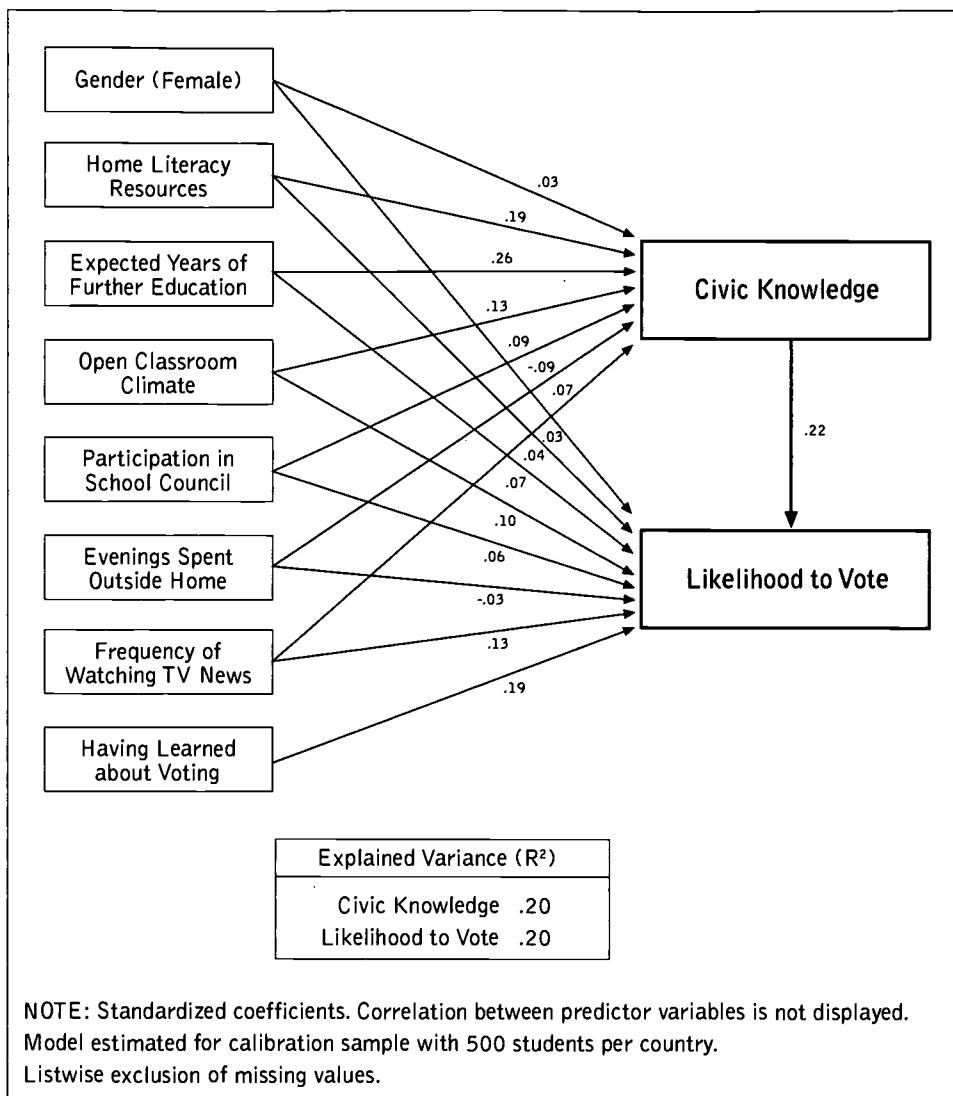 Gender (Female)
Home Literacy
Resources
Expected Years of
Further Education
Open Classroom
Climate
Participation in
School Council
Evenings Spent
Outside Home
Frequency of
Watching TV News
Having Learned
about Voting
.03
.19
.26
.13
.09
-.09
.07
.03
.04
.07
.10
.06
-.03
.13
.19
Civic Knowledge
.22
Likelihood to Vote
Explained Variance (R²)
Civic Knowledge .20
Likelihood to Vote .20
NOTE: Standardized coefficients. Correlation between predictor variables is not displayed.
Model estimated for calibration sample with 500 students per country.
Listwise exclusion of missing values.